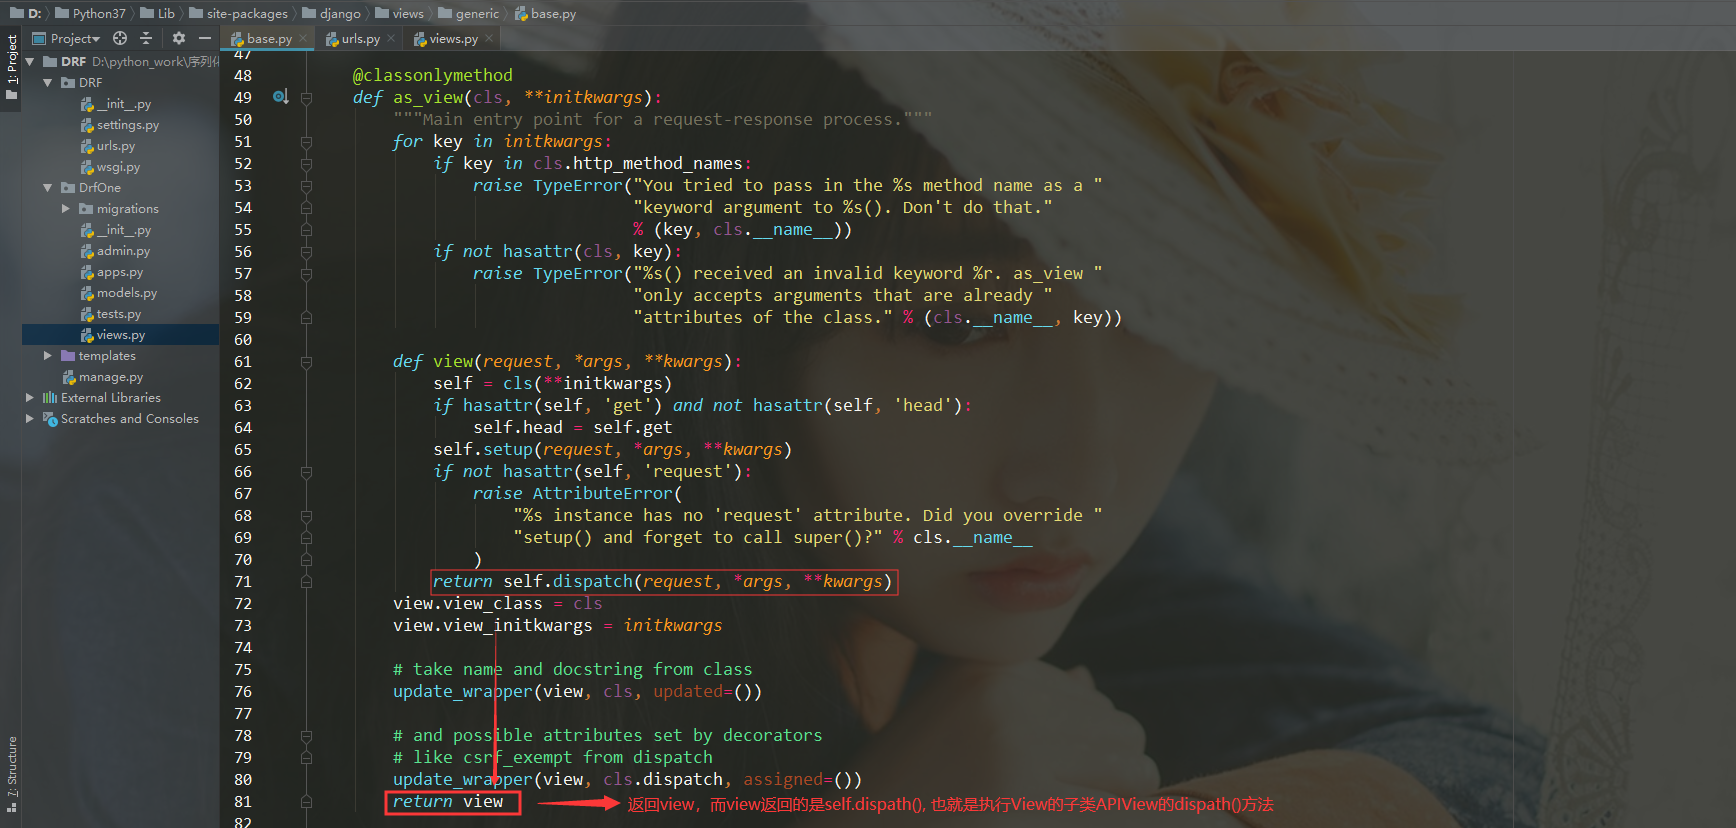 D: Python37 Lib site-packages django views generic base.py
Project base.py urls.py views.py
1: Project
7: Structure
DRF D:\python_work\序列化
DRF
__init__.py
settings.py
urls.py
wsgi.py
DrfOne
migrations
__init__.py
admin.py
apps.py
models.py
tests.py
views.py
templates
manage.py
External Libraries
Scratches and Consoles
47
48 @classonlymethod
49 def as_view(cls, **initkwargs):
50 """Main entry point for a request-response process."""
51 for key in initkwargs:
52 if key in cls.http_method_names:
53 raise TypeError("You tried to pass in the %s method name as a "
54 "keyword argument to %s(). Don't do that."
55 % (key, cls.__name__))
56 if not hasattr(cls, key):
57 raise TypeError("%s() received an invalid keyword %r. as_view "
58 "only accepts arguments that are already "
59 "attributes of the class." % (cls.__name__, key))
60
61 def view(request, *args, **kwargs):
62 self = cls(**initkwargs)
63 if hasattr(self, 'get') and not hasattr(self, 'head'):
64 self.head = self.get
65 self.setup(request, *args, **kwargs)
66 if not hasattr(self, 'request'):
67 raise AttributeError(
68 "%s instance has no 'request' attribute. Did you override "
69 "setup() and forget to call super()?" % cls.__name__
70 )
71 return self.dispatch(request, *args, **kwargs)
72 view.view_class = cls
73 view.view_initkwargs = initkwargs
74
75 # take name and docstring from class
76 update_wrapper(view, cls, updated=())
77
78 # and possible attributes set by decorators
79 # like csrf_exempt from dispatch
80 update_wrapper(view, cls.dispatch, assigned=())
81 return view 返回view，而view返回的是self.dispath(), 也就是执行View的子类APIView的dispath()方法
82